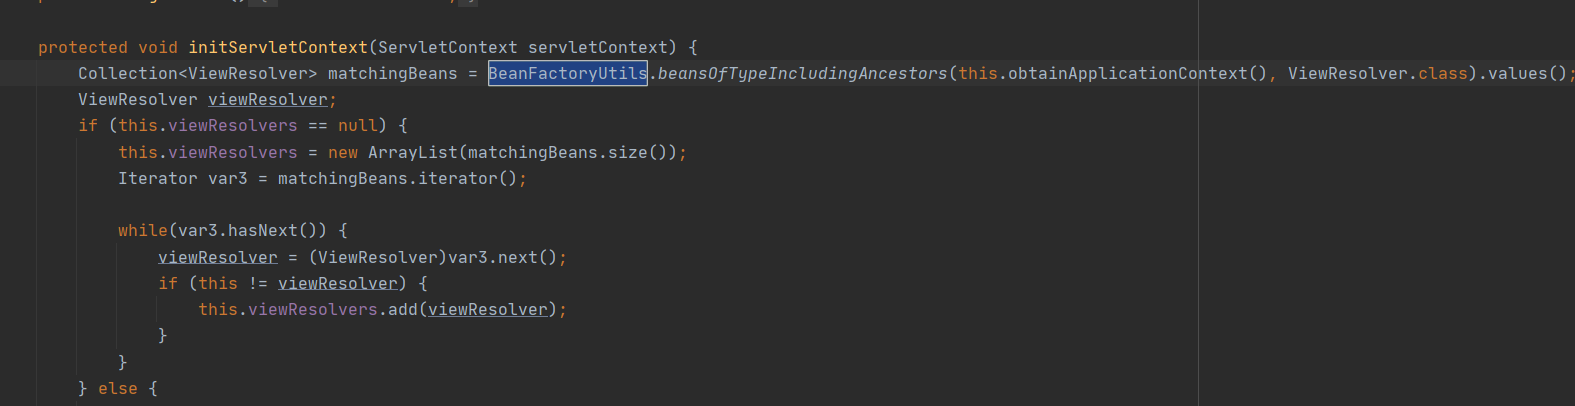 protected void initServletContext(ServletContext servletContext) {
Collection<ViewResolver> matchingBeans = BeanFactoryUtils.beansOfTypeIncludingAncestors(this.obtainApplicationContext(), ViewResolver.class).values();
ViewResolver viewResolver;
if (this.viewResolvers == null) {
this.viewResolvers = new ArrayList(matchingBeans.size());
Iterator var3 = matchingBeans.iterator();
while(var3.hasNext()) {
viewResolver = (ViewResolver)var3.next();
if (this != viewResolver) {
this.viewResolvers.add(viewResolver);
}
}
} else {